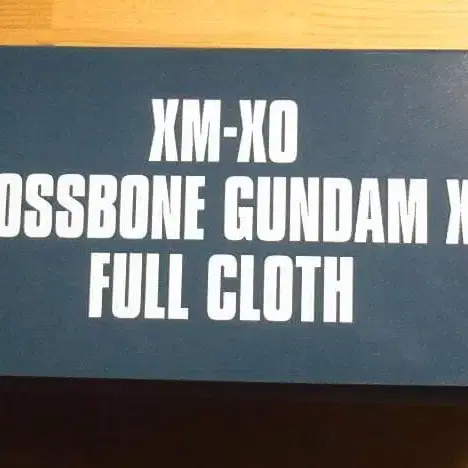 XM-XO
OSSBONE GUNDAM X
FULL CLOTH